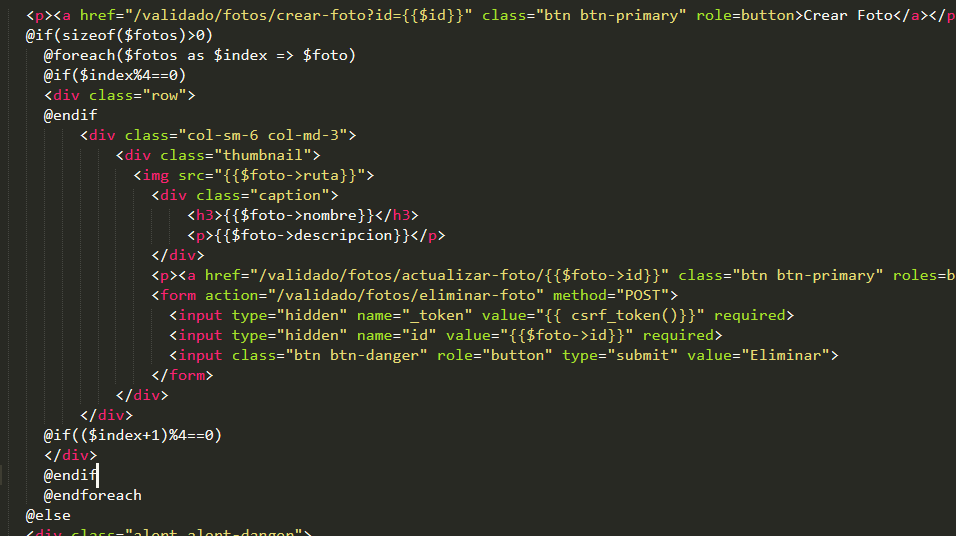 <p><a href="/validado/fotos/crear-foto?id={{$id}}" class="btn btn-primary" role=button>Crear Foto</a></p
@if(sizeof($fotos)>0)
@foreach($fotos as $index => $foto)
@if($index%4==0)
<div class="row">
@endif
<div class="col-sm-6 col-md-3">
<div class="thumbnail">
<img src="{{$foto->ruta}}">
<div class="caption">
<h3>{{$foto->nombre}}</h3>
<p>{{$foto->descripcion}}</p>
</div>
<p><a href="/validado/fotos/actualizar-foto/{{$foto->id}}" class="btn btn-primary" roles=b
<form action="/validado/fotos/eliminar-foto" method="POST">
<input type="hidden" name="_token" value="{{ csrf_token()}}" required>
<input type="hidden" name="id" value="{{$foto->id}}" required>
<input class="btn btn-danger" role="button" type="submit" value="Eliminar">
</form>
</div>
</div>
@if(($index+1)%4==0)
</div>
@endif
@endforeach
@else
<div class="alert alert-danger">